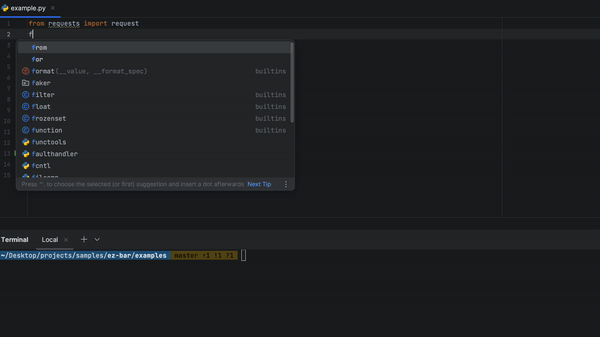 example.py ×
1 from requests import request
2 f
3
4
5
6
7
8
9
10
11
12
13
14
15
from
for
format(__value, __format_spec) builtins
faker
filter builtins
float builtins
frozenset builtins
function builtins
functools
faulthandler
fcntl
filecmp
Press ^. to choose the selected (or first) suggestion and insert a dot afterwards Next Tip
Terminal Local × +
~/Desktop/projects/samples/ez-bar/examples master +1 !1 ?1